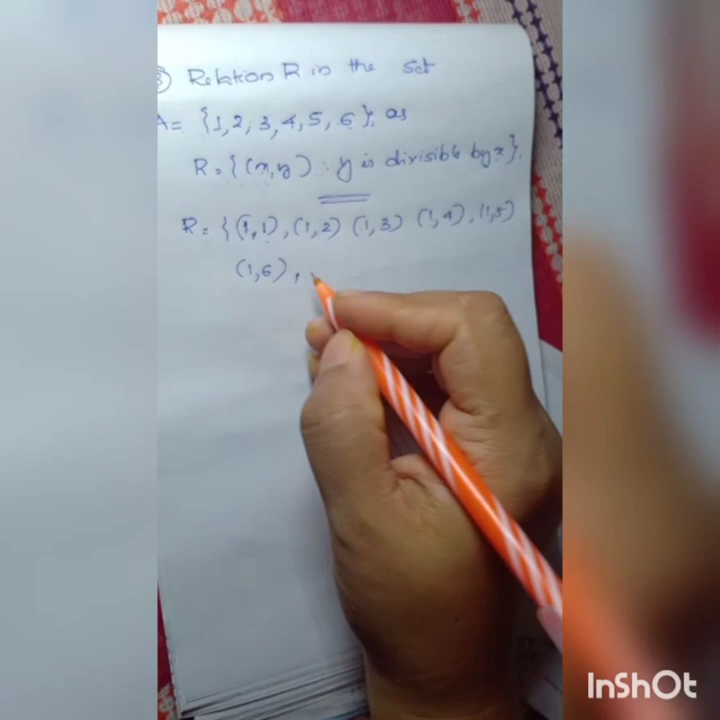 ③ Relation R in the set
A = {1,2,3,4,5,6}, as
R = {(x,y) : y is divisible by x}.
R = {(1,1), (1,2) (1,3) (1,4), (1,5)
(1,6),
InShOt